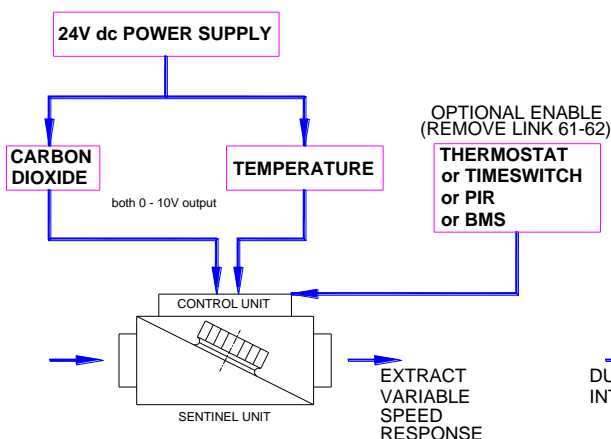 24V dc POWER SUPPLY
OPTIONAL ENABLE
(REMOVE LINK 61-62)
CARBON
DIOXIDE
TEMPERATURE
THERMOSTAT
or TIMESWITCH
or PIR
or BMS
both 0 - 10V output
CONTROL UNIT
SENTINEL UNIT
EXTRACT
VARIABLE
SPEED
RESPONSE